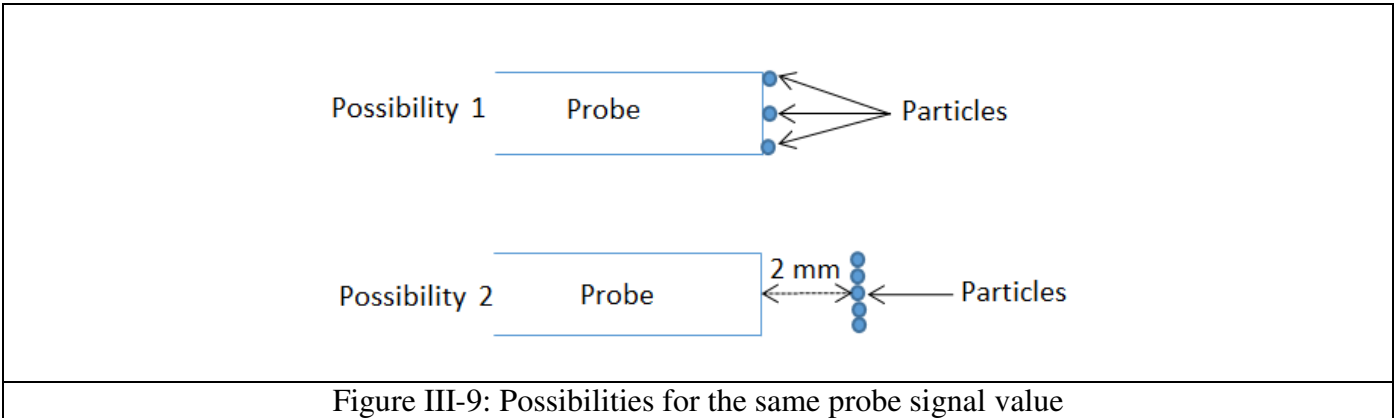 Possibility 1
Probe
Particles
2 mm
Possibility 2
Probe
Particles
Figure III-9: Possibilities for the same probe signal value